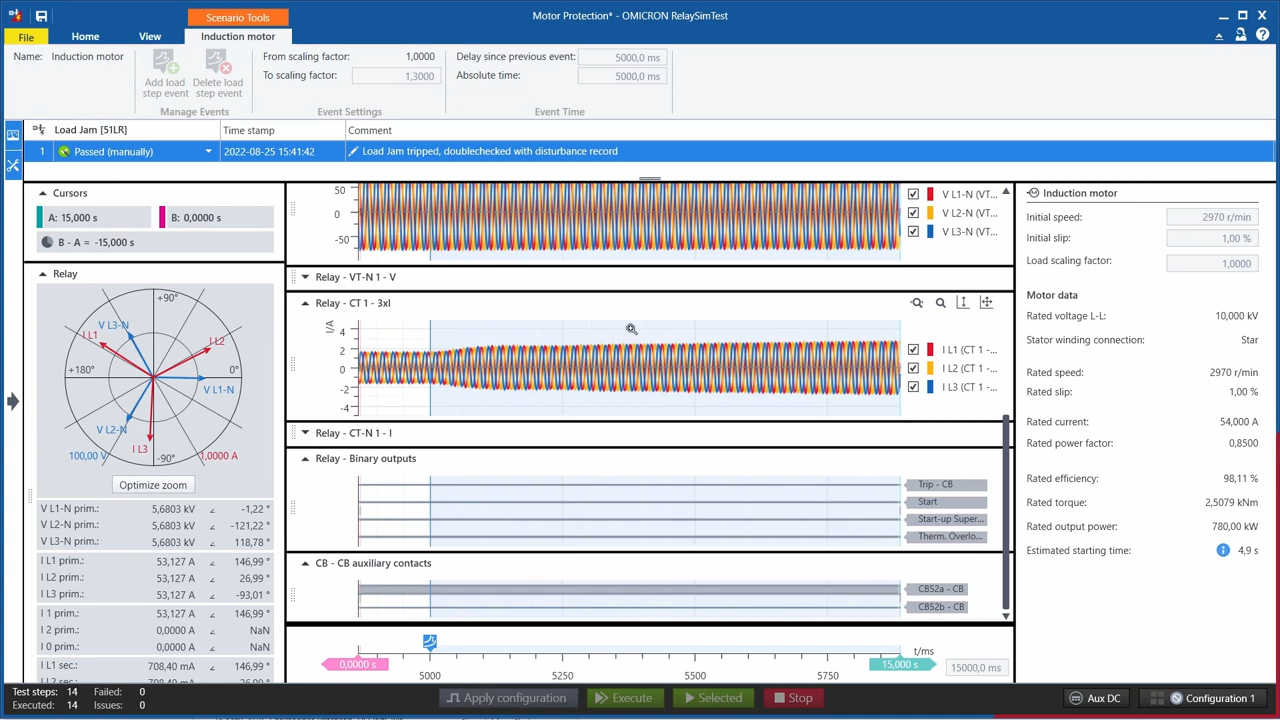 Scenario Tools
Motor Protection* - OMICRON RelaySimTest
File
Home
View
Induction motor
Name: Induction motor
Add load step event
Delete load step event
Manage Events
From scaling factor: 1,0000
To scaling factor: 1,3000
Event Settings
Delay since previous event: 5000,0 ms
Absolute time: 5000,0 ms
Event Time
Load Jam [51LR]
Time stamp
Comment
1 Passed (manually) 2022-08-25 15:41:42 Load Jam tripped, doublechecked with disturbance record
Cursors
A: 15,000 s
B: 0,0000 s
B - A = -15,000 s
Relay
+90°
V L3-N
I L1
I L2
+180°
0°
V L1-N
V L2-N
I L3
-90°
100,00 V
1,0000 A
Optimize zoom
V L1-N prim.: 5,6803 kV ∠ -1,22 °
V L2-N prim.: 5,6803 kV ∠ -121,22 °
V L3-N prim.: 5,6803 kV ∠ 118,78 °
I L1 prim.: 53,127 A ∠ 146,99 °
I L2 prim.: 53,127 A ∠ 26,99 °
I L3 prim.: 53,127 A ∠ -93,01 °
I 1 prim.: 53,127 A ∠ 146,99 °
I 2 prim.: 0,0000 A ∠ NaN
I 0 prim.: 0,0000 A ∠ NaN
I L1 sec.: 708,40 mA ∠ 146,99 °
50
0
-50
V L1-N (VT...
V L2-N (VT...
V L3-N (VT...
Relay - VT-N 1 - V
Relay - CT 1 - 3xI
I/A
4
2
0
-2
-4
I L1 (CT 1 -...
I L2 (CT 1 -...
I L3 (CT 1 -...
Relay - CT-N 1 - I
Relay - Binary outputs
Trip - CB
Start
Start-up Super...
Therm. Overlo...
CB - CB auxiliary contacts
CB52a - CB
CB52b - CB
0,0000 s
15,000 s
t/ms
15000,0 ms
5000
5250
5500
5750
Induction motor
Initial speed: 2970 r/min
Initial slip: 1,00 %
Load scaling factor: 1,0000
Motor data
Rated voltage L-L: 10,000 kV
Stator winding connection: Star
Rated speed: 2970 r/min
Rated slip: 1,00 %
Rated current: 54,000 A
Rated power factor: 0,8500
Rated efficiency: 98,11 %
Rated torque: 2,5079 kNm
Rated output power: 780,00 kW
Estimated starting time: 4,9 s
Test steps: 14 Failed: 0
Executed: 14 Issues: 0
Apply configuration
Execute
Selected
Stop
Aux DC
Configuration 1